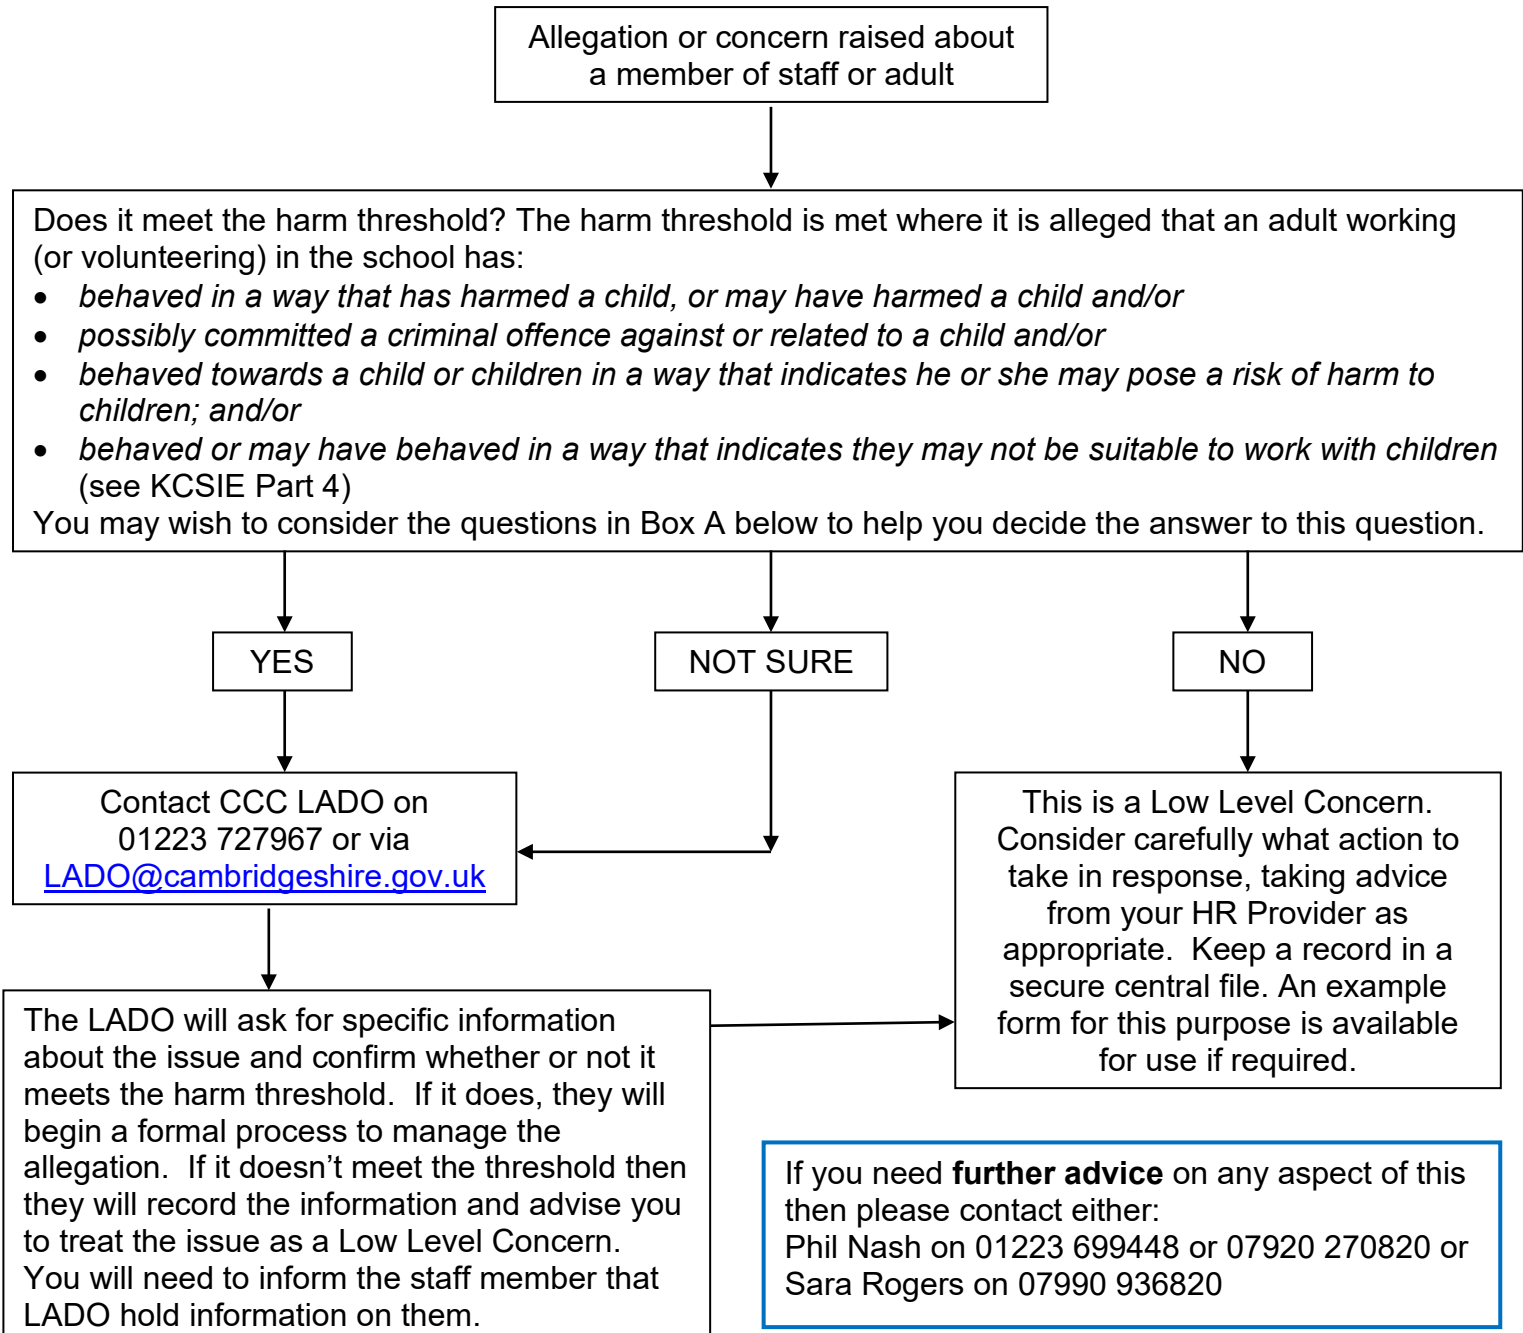 Allegation or concern raised about
a member of staff or adult
Does it meet the harm threshold? The harm threshold is met where it is alleged that an adult working
(or volunteering) in the school has:
• behaved in a way that has harmed a child, or may have harmed a child and/or
• possibly committed a criminal offence against or related to a child and/or
• behaved towards a child or children in a way that indicates he or she may pose a risk of harm to
children; and/or
• behaved or may have behaved in a way that indicates they may not be suitable to work with children
(see KCSIE Part 4)
You may wish to consider the questions in Box A below to help you decide the answer to this question.
YES
NOT SURE
NO
Contact CCC LADO on
01223 727967 or via
LADO@cambridgeshire.gov.uk
This is a Low Level Concern.
Consider carefully what action to
take in response, taking advice
from your HR Provider as
appropriate.  Keep a record in a
secure central file. An example
form for this purpose is available
for use if required.
The LADO will ask for specific information
about the issue and confirm whether or not it
meets the harm threshold.  If it does, they will
begin a formal process to manage the
allegation.  If it doesn't meet the threshold then
they will record the information and advise you
to treat the issue as a Low Level Concern.
You will need to inform the staff member that
LADO hold information on them.
If you need further advice on any aspect of this
then please contact either:
Phil Nash on 01223 699448 or 07920 270820 or
Sara Rogers on 07990 936820